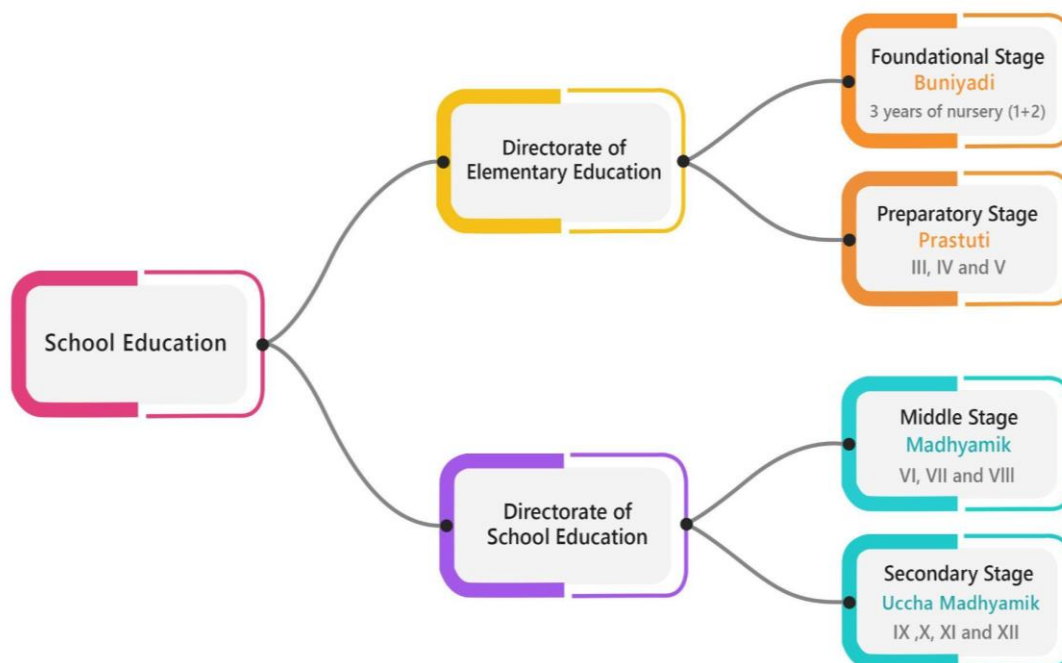 School Education
Directorate of
Elementary Education
Foundational Stage
Buniyadi
3 years of nursery (1+2)
Preparatory Stage
Prastuti
III, IV and V
Directorate of
School Education
Middle Stage
Madhyamik
VI, VII and Vlll
Secondary Stage
Uccha Madhyamik
IX ,X, XI and XII